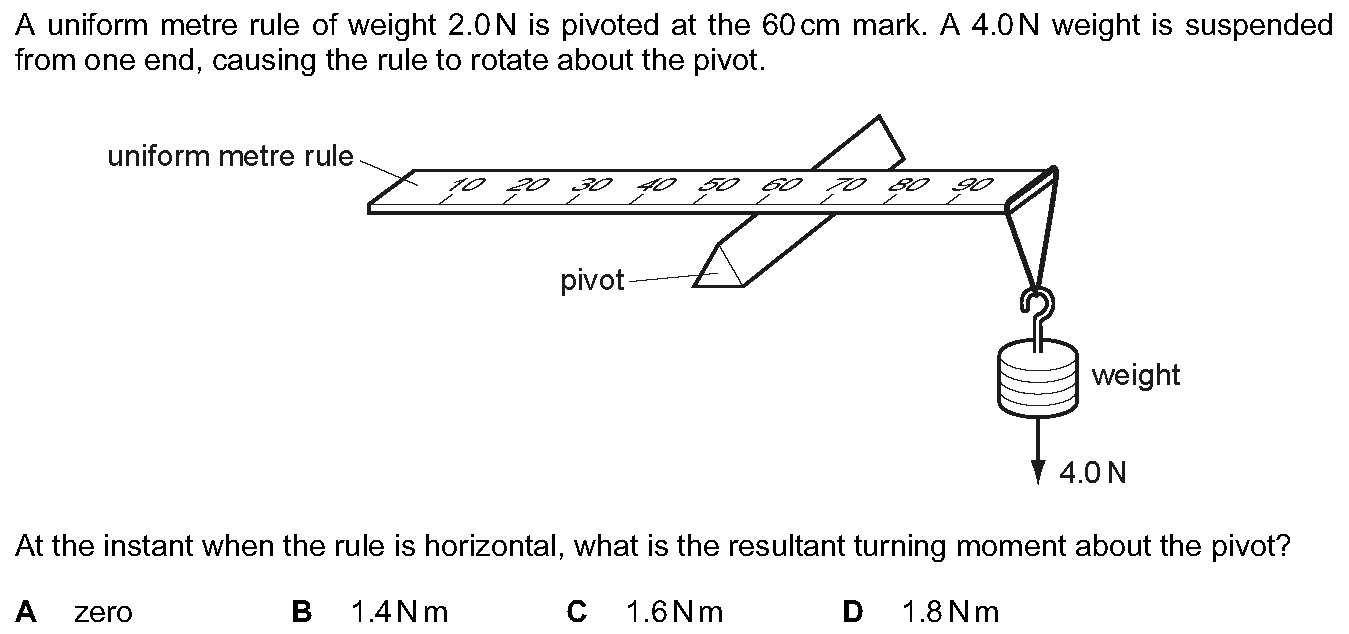 A uniform metre rule of weight 2.0 N is pivoted at the 60 cm mark. A 4.0 N weight is suspended
from one end, causing the rule to rotate about the pivot.
uniform metre rule
10 20 30 40 50 60 70 80 90
pivot
weight
4.0 N
At the instant when the rule is horizontal, what is the resultant turning moment about the pivot?
A zero B 1.4 N m C 1.6 N m D 1.8 N m